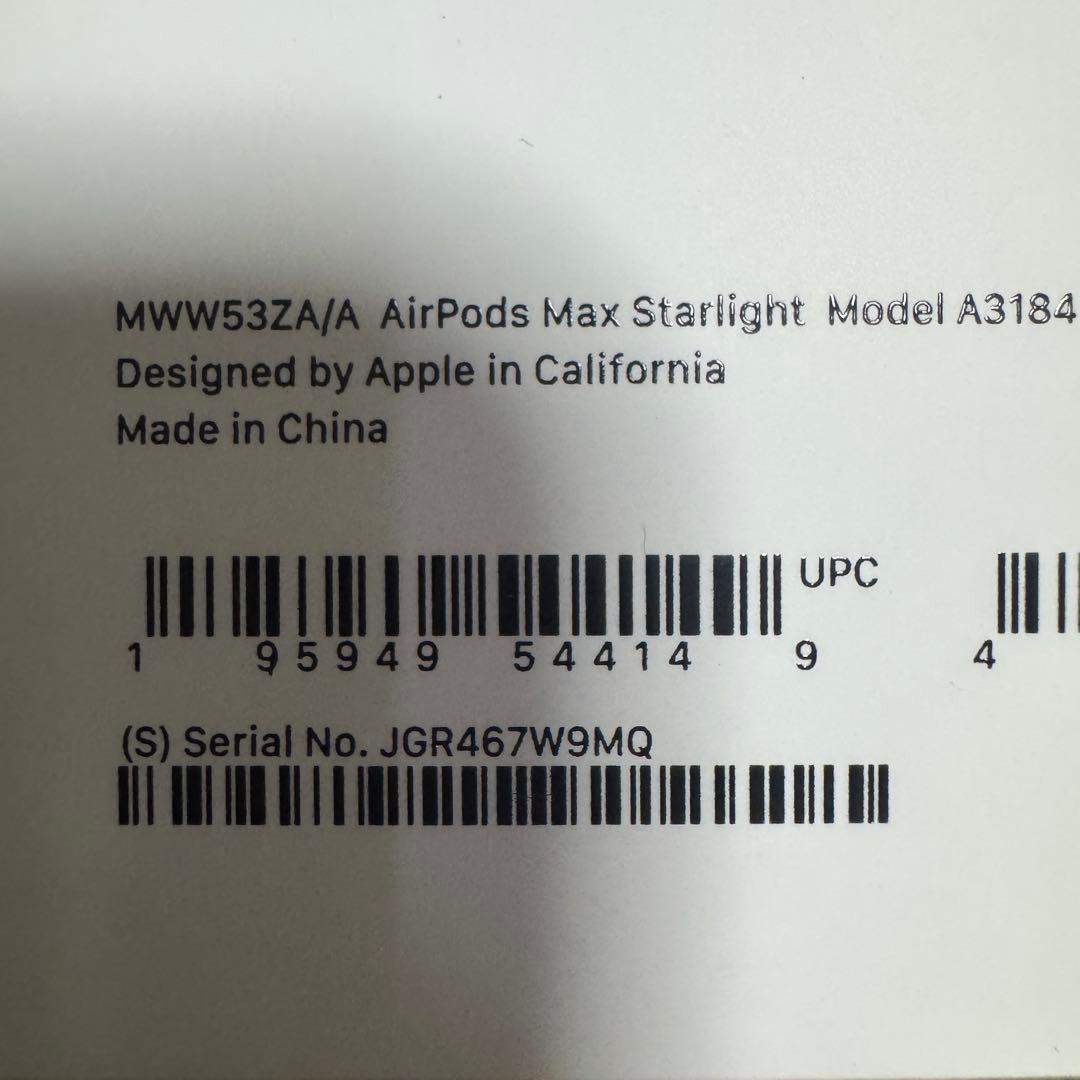 MWW53ZA/A AirPods Max Starlight Model A3184
Designed by Apple in California
Made in China
UPC
1 95949 54414 9
4
(S) Serial No. JGR467W9MQ